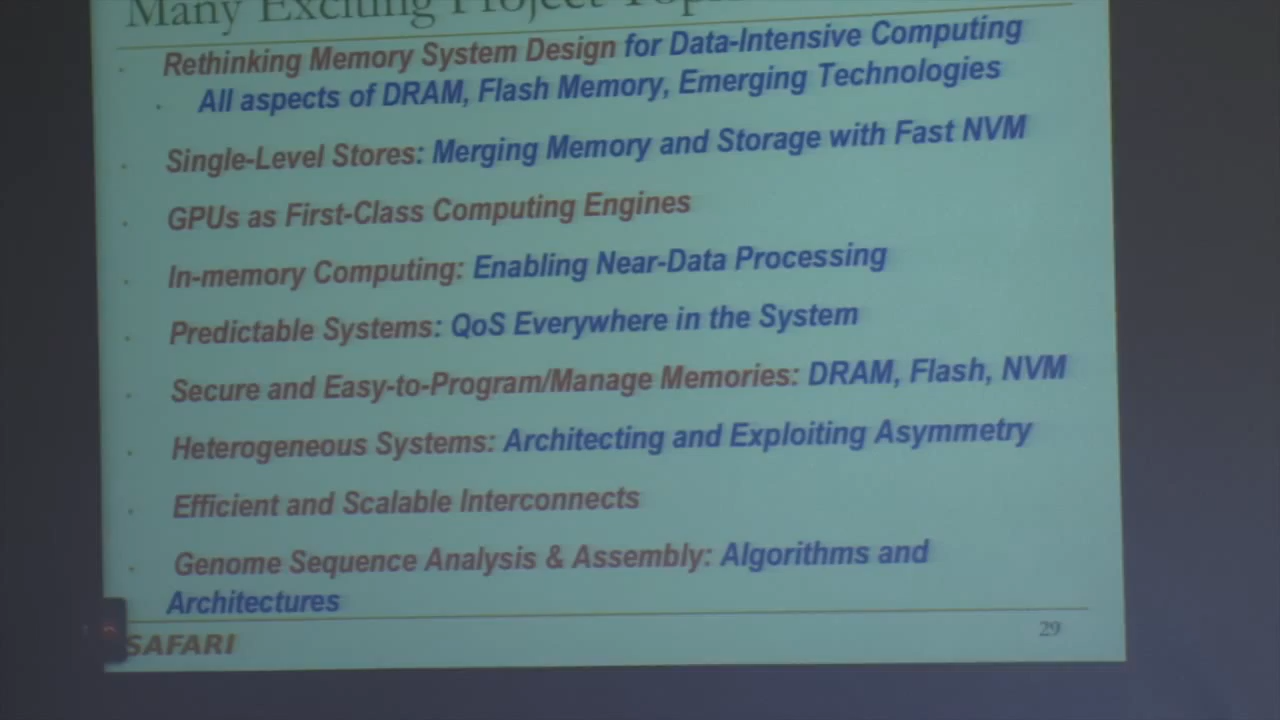 Many Exciting Project
Rethinking Memory System Design for Data-Intensive Computing
All aspects of DRAM, Flash Memory, Emerging Technologies
Single-Level Stores: Merging Memory and Storage with Fast NVM
GPUs as First-Class Computing Engines
In-memory Computing: Enabling Near-Data Processing
Predictable Systems: QoS Everywhere in the System
Secure and Easy-to-Program/Manage Memories: DRAM, Flash, NVM
Heterogeneous Systems: Architecting and Exploiting Asymmetry
Efficient and Scalable Interconnects
Genome Sequence Analysis & Assembly: Algorithms and
Architectures
SAFARI
29